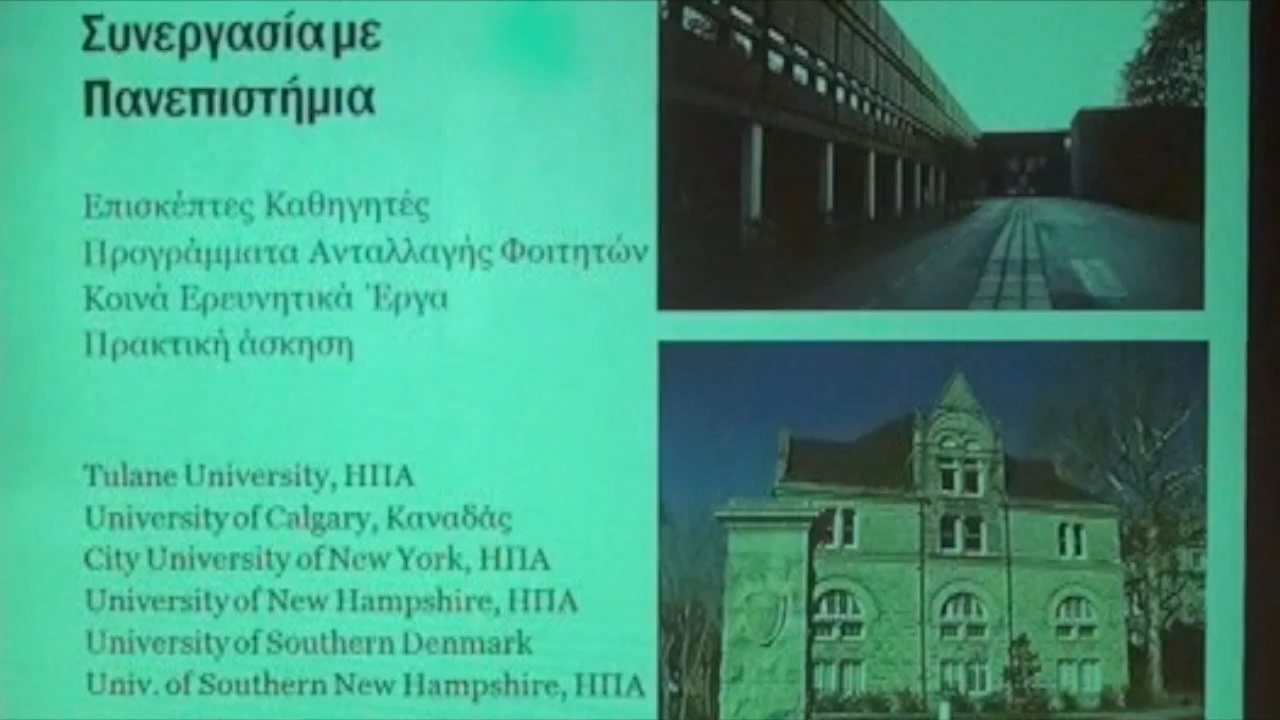 Συνεργασία με
Πανεπιστήμια
Επισκέπτες Καθηγητές
Προγράμματα Ανταλλαγής Φοιτητών
Κοινά Ερευνητικά Έργα
Πρακτική άσκηση
Tulane University, ΗΠΑ
University of Calgary, Καναδάς
City University of New York, ΗΠΑ
University of New Hampshire, ΗΠΑ
University of Southern Denmark
Univ. of Southern New Hampshire, ΗΠΑ